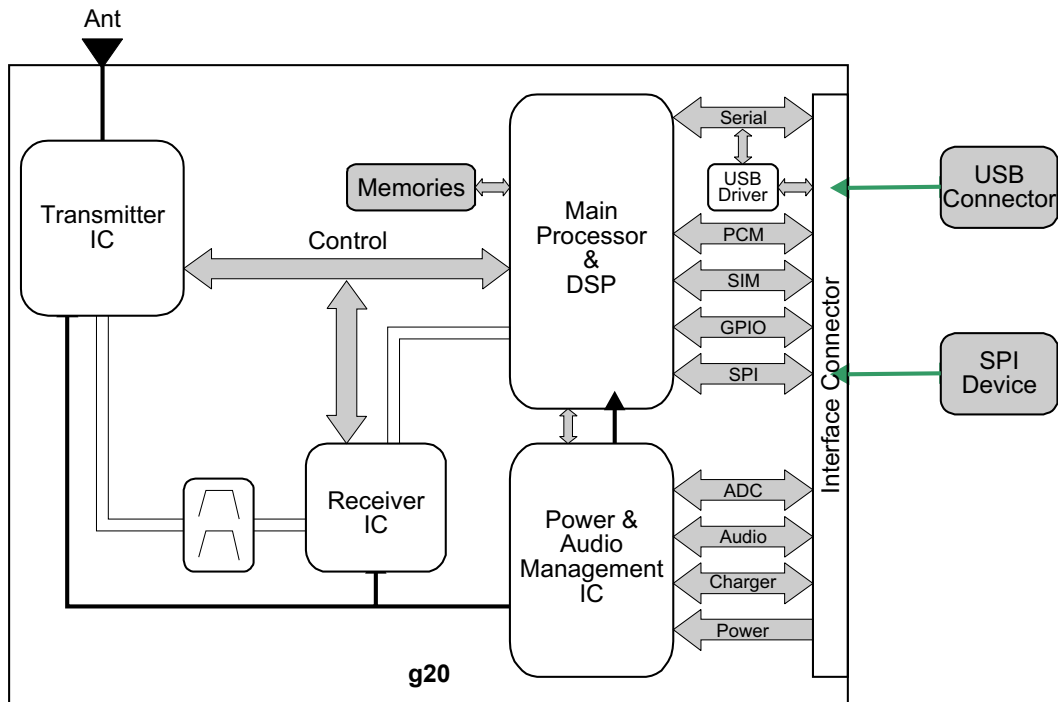 Ant
Transmitter
IC
Memories
Control
Main
Processor
&
DSP
Serial
USB
Driver
PCM
SIM
GPIO
SPI
Interface Connector
USB
Connector
SPI
Device
Receiver
IC
Power &
Audio
Management
IC
ADC
Audio
Charger
Power
g20